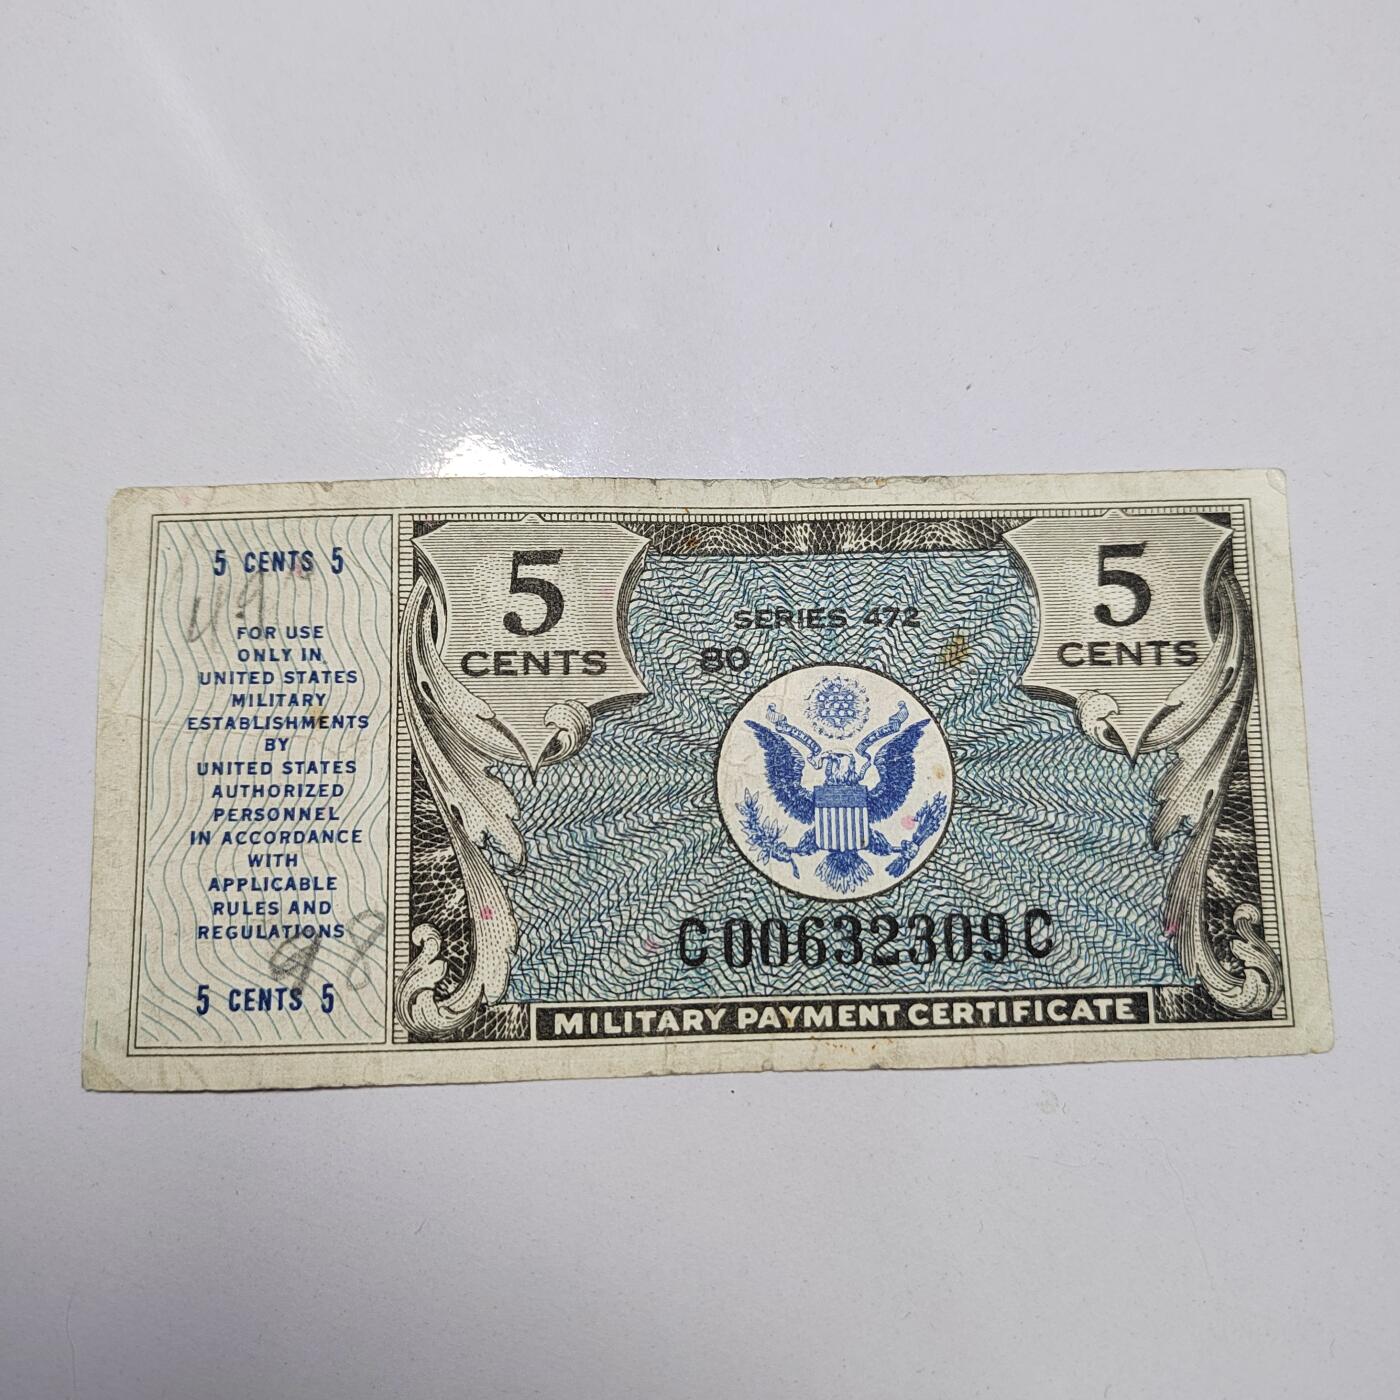 5 CENTS 5
FOR USE
ONLY IN
UNITED STATES
MILITARY
ESTABLISHMENTS
BY
UNITED STATES
AUTHORIZED
PERSONNEL
IN ACCORDANCE
WITH
APPLICABLE
RULES AND
REGULATIONS
98
5 CENTS 5
5
CENTS
SERIES 472
80
5
CENTS
C00632309C
MILITARY PAYMENT CERTIFICATE